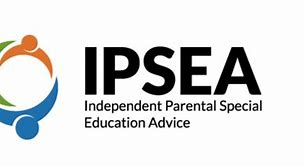 IPSEA
Independent Parental Special
Education Advice